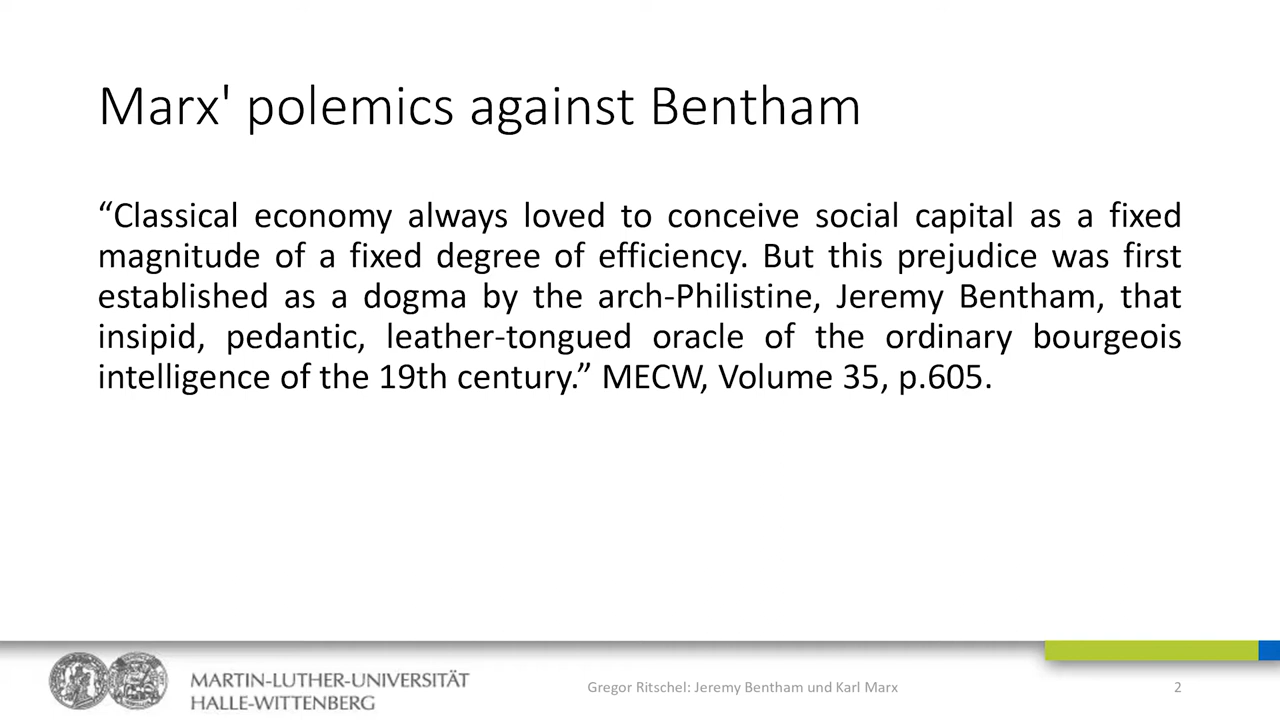 Marx' polemics against Bentham
“Classical economy always loved to conceive social capital as a fixed
magnitude of a fixed degree of efficiency. But this prejudice was first
established as a dogma by the arch-Philistine, Jeremy Bentham, that
insipid, pedantic, leather-tongued oracle of the ordinary bourgeois
intelligence of the 19th century.” MECW, Volume 35, p.605.
MARTIN-LUTHER-UNIVERSITÄT
HALLE-WITTENBERG
Gregor Ritschel: Jeremy Bentham und Karl Marx
2